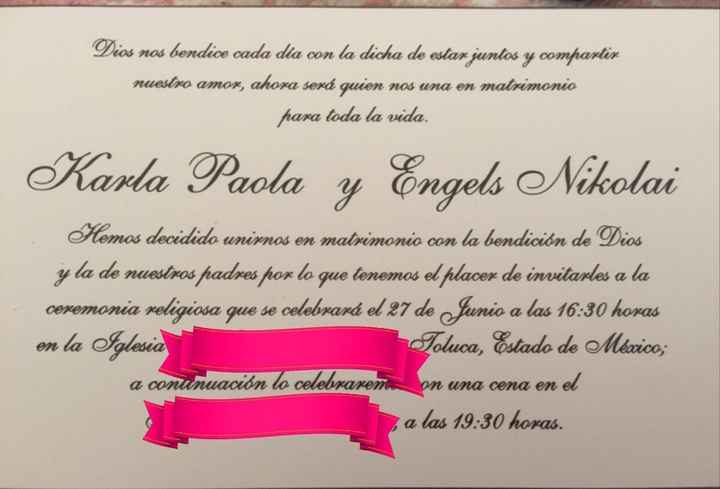 Dios nos bendice cada día con la dicha de estar juntos y compartir
nuestro amor, ahora será quien nos una en matrimonio
para toda la vida.
Karla Paola y Engels Nikolai
Hemos decidido unirnos en matrimonio con la bendición de Dios
y la de nuestros padres por lo que tenemos el placer de invitarles a la
ceremonia religiosa que se celebrará el 27 de Junio a las 16:30 horas
en la Iglesia Toluca, Estado de México;
a continuación lo celebraremos con una cena en el
, a las 19:30 horas.